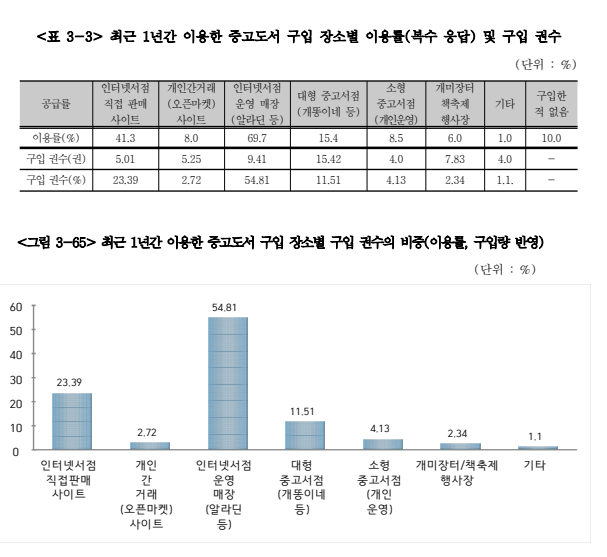 <표 3-3> 최근 1년간 이용한 중고도서 구입 장소별 이용률(복수 응답) 및 구입 권수
(단위 : %)
공급률 인터넷서점 직접 판매 사이트 개인간거래 (오픈마켓) 사이트 인터넷서점 운영 매장 (알라딘 등) 대형 중고서점 (개똥이네 등) 소형 중고서점 (개인운영) 개미장터 책축제 행사장 기타 구입한 적 없음
이용률(%) 41.3 8.0 69.7 15.4 8.5 6.0 1.0 10.0
구입 권수(권) 5.01 5.25 9.41 15.42 4.0 7.83 4.0 -
구입 권수(%) 23.39 2.72 54.81 11.51 4.13 2.34 1.1. -
<그림 3-65> 최근 1년간 이용한 중고도서 구입 장소별 구입 권수의 비중(이용률, 구입량 반영)
(단위 : %)
60
50
40
30
20
10
0
23.39
2.72
54.81
11.51
4.13
2.34
1.1
인터넷서점
직접판매
사이트
개인
간
거래
(오픈마켓)
사이트
인터넷서점
운영
매장
(알라딘
등)
대형
중고서점
(개똥이네
등)
소형
중고서점
(개인
운영)
개미장터/책축제
행사장
기타